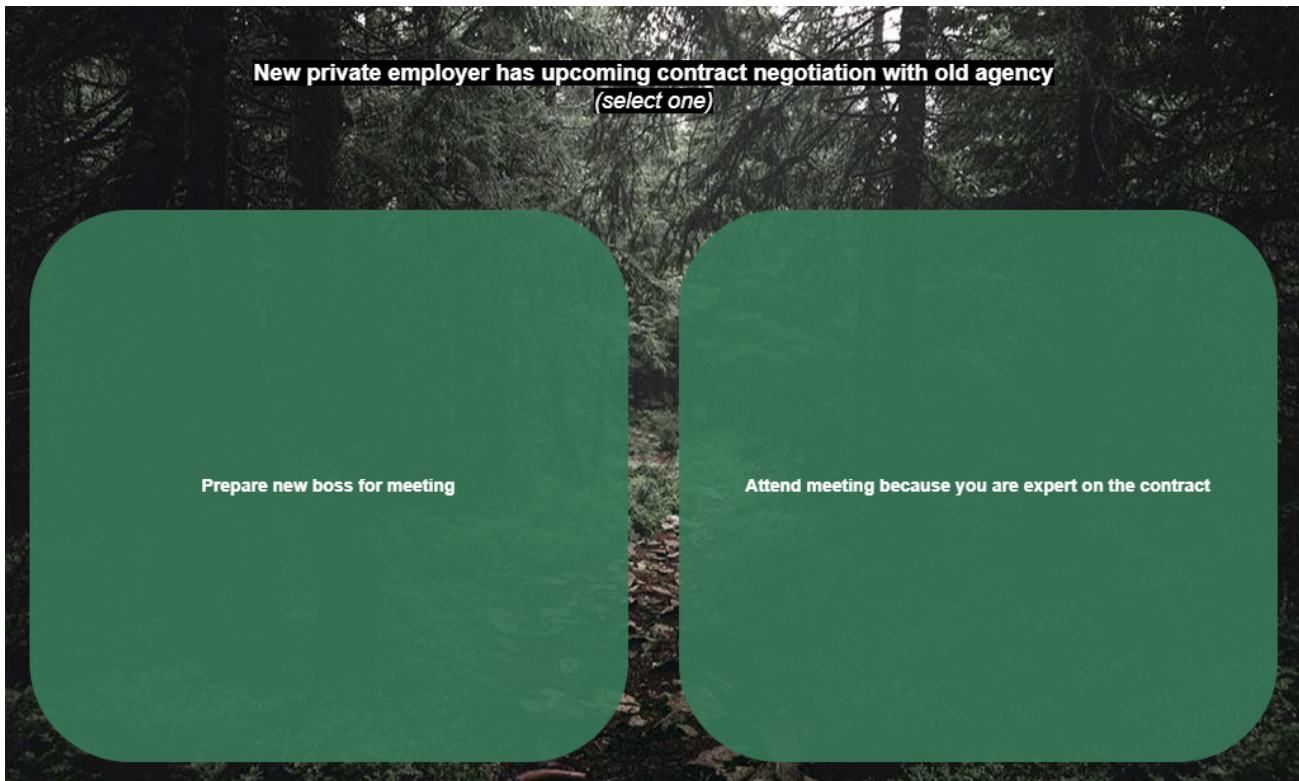 New private employer has upcoming contract negotiation with old agency
(select one)
Prepare new boss for meeting
Attend meeting because you are expert on the contract